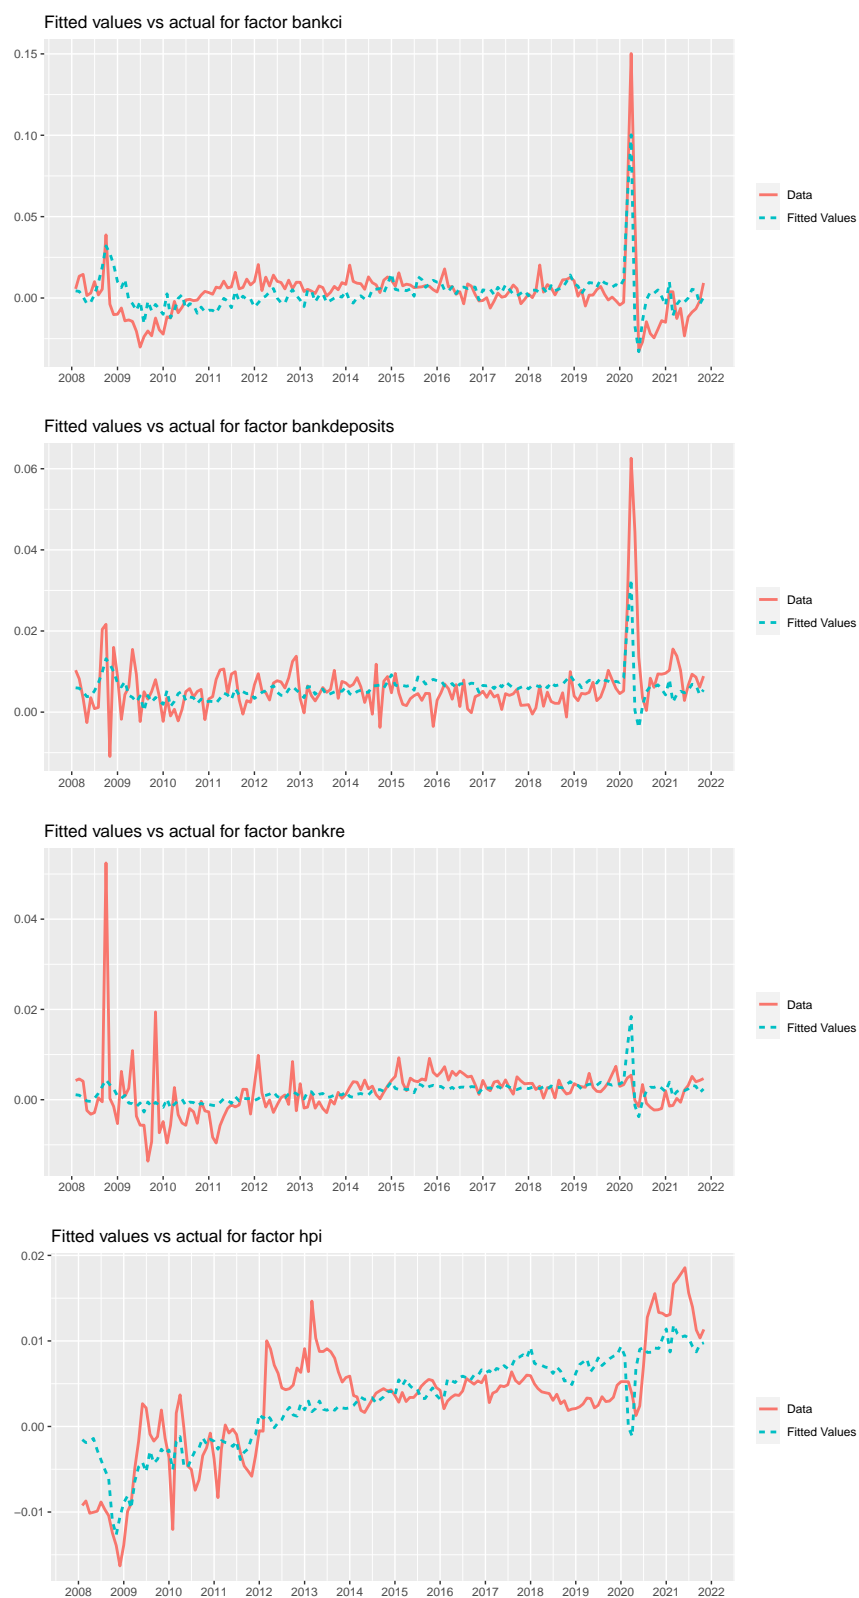 Fitted values vs actual for factor bankci
0.15
0.10
0.05
0.00
2008 2009 2010 2011 2012 2013 2014 2015 2016 2017 2018 2019 2020 2021 2022
Data
Fitted Values
Fitted values vs actual for factor bankdeposits
0.06
0.04
0.02
0.00
2008 2009 2010 2011 2012 2013 2014 2015 2016 2017 2018 2019 2020 2021 2022
Data
Fitted Values
Fitted values vs actual for factor bankre
0.04
0.02
0.00
2008 2009 2010 2011 2012 2013 2014 2015 2016 2017 2018 2019 2020 2021 2022
Data
Fitted Values
Fitted values vs actual for factor hpi
0.02
0.01
0.00
−0.01
2008 2009 2010 2011 2012 2013 2014 2015 2016 2017 2018 2019 2020 2021 2022
Data
Fitted Values